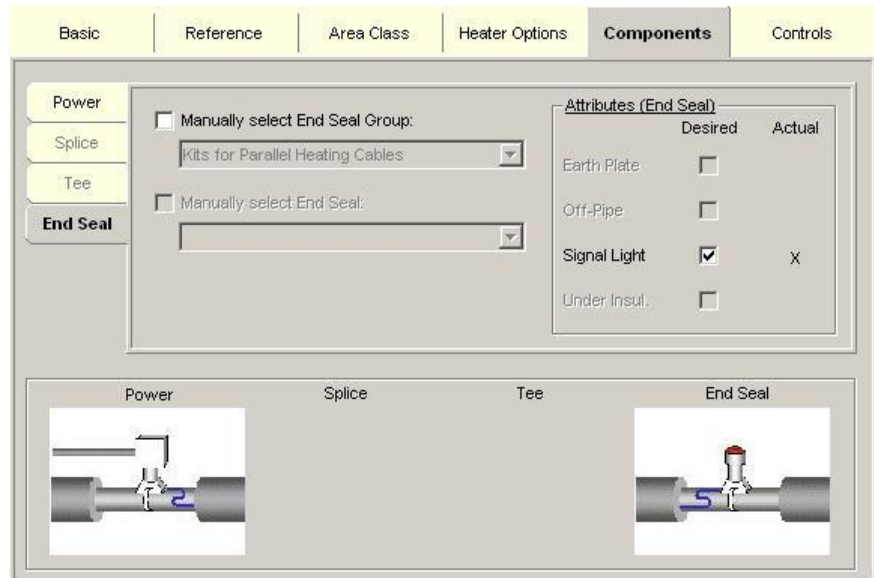 Basic Reference Area Class Heater Options Components Controls
Power
Splice
Tee
End Seal
Manually select End Seal Group:
Kits for Parallel Heating Cables
Manually select End Seal:
Attributes (End Seal)
Desired Actual
Earth Plate
Off-Pipe
Signal Light X
Under Insul.
Power Splice Tee End Seal